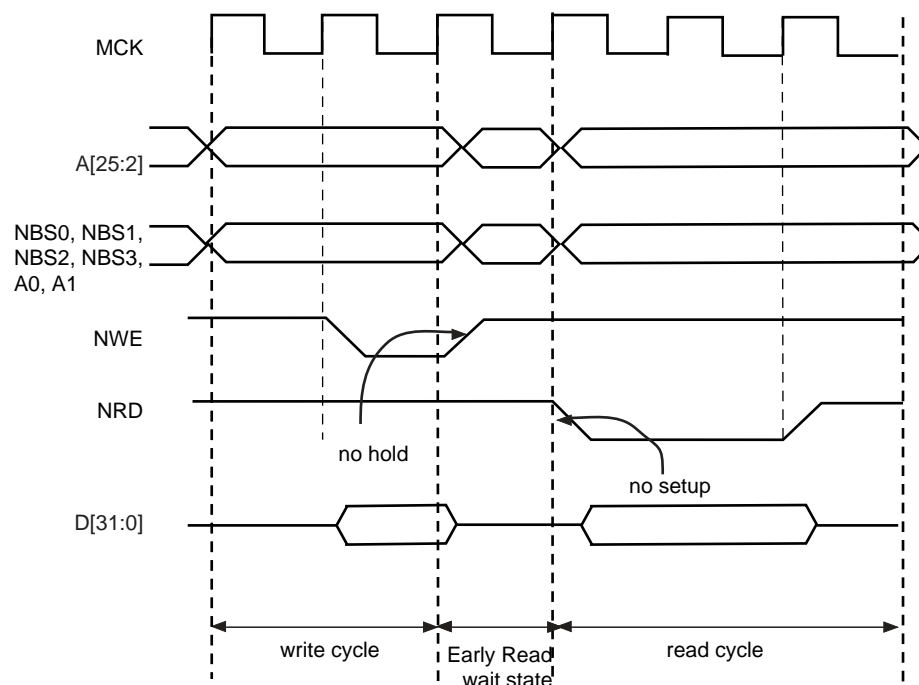 MCK
A[25:2]
NBS0, NBS1,
NBS2, NBS3,
A0, A1
NWE
NRD
no hold
no setup
D[31:0]
write cycle
Early Read
wait state
read cycle